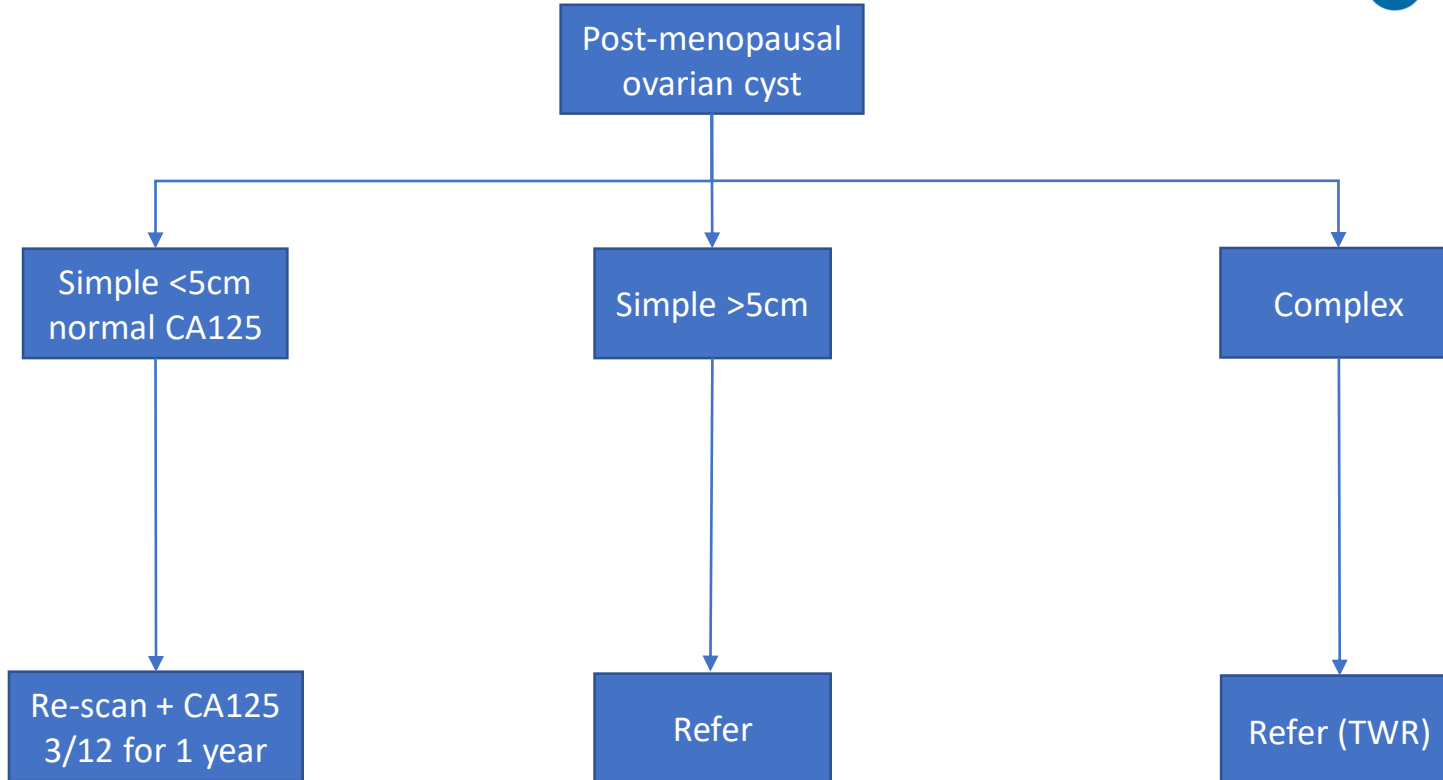 Post-menopausal
ovarian cyst
Simple <5cm
normal CA125
Simple >5cm
Complex
Re-scan + CA125
3/12 for 1 year
Refer
Refer (TWR)